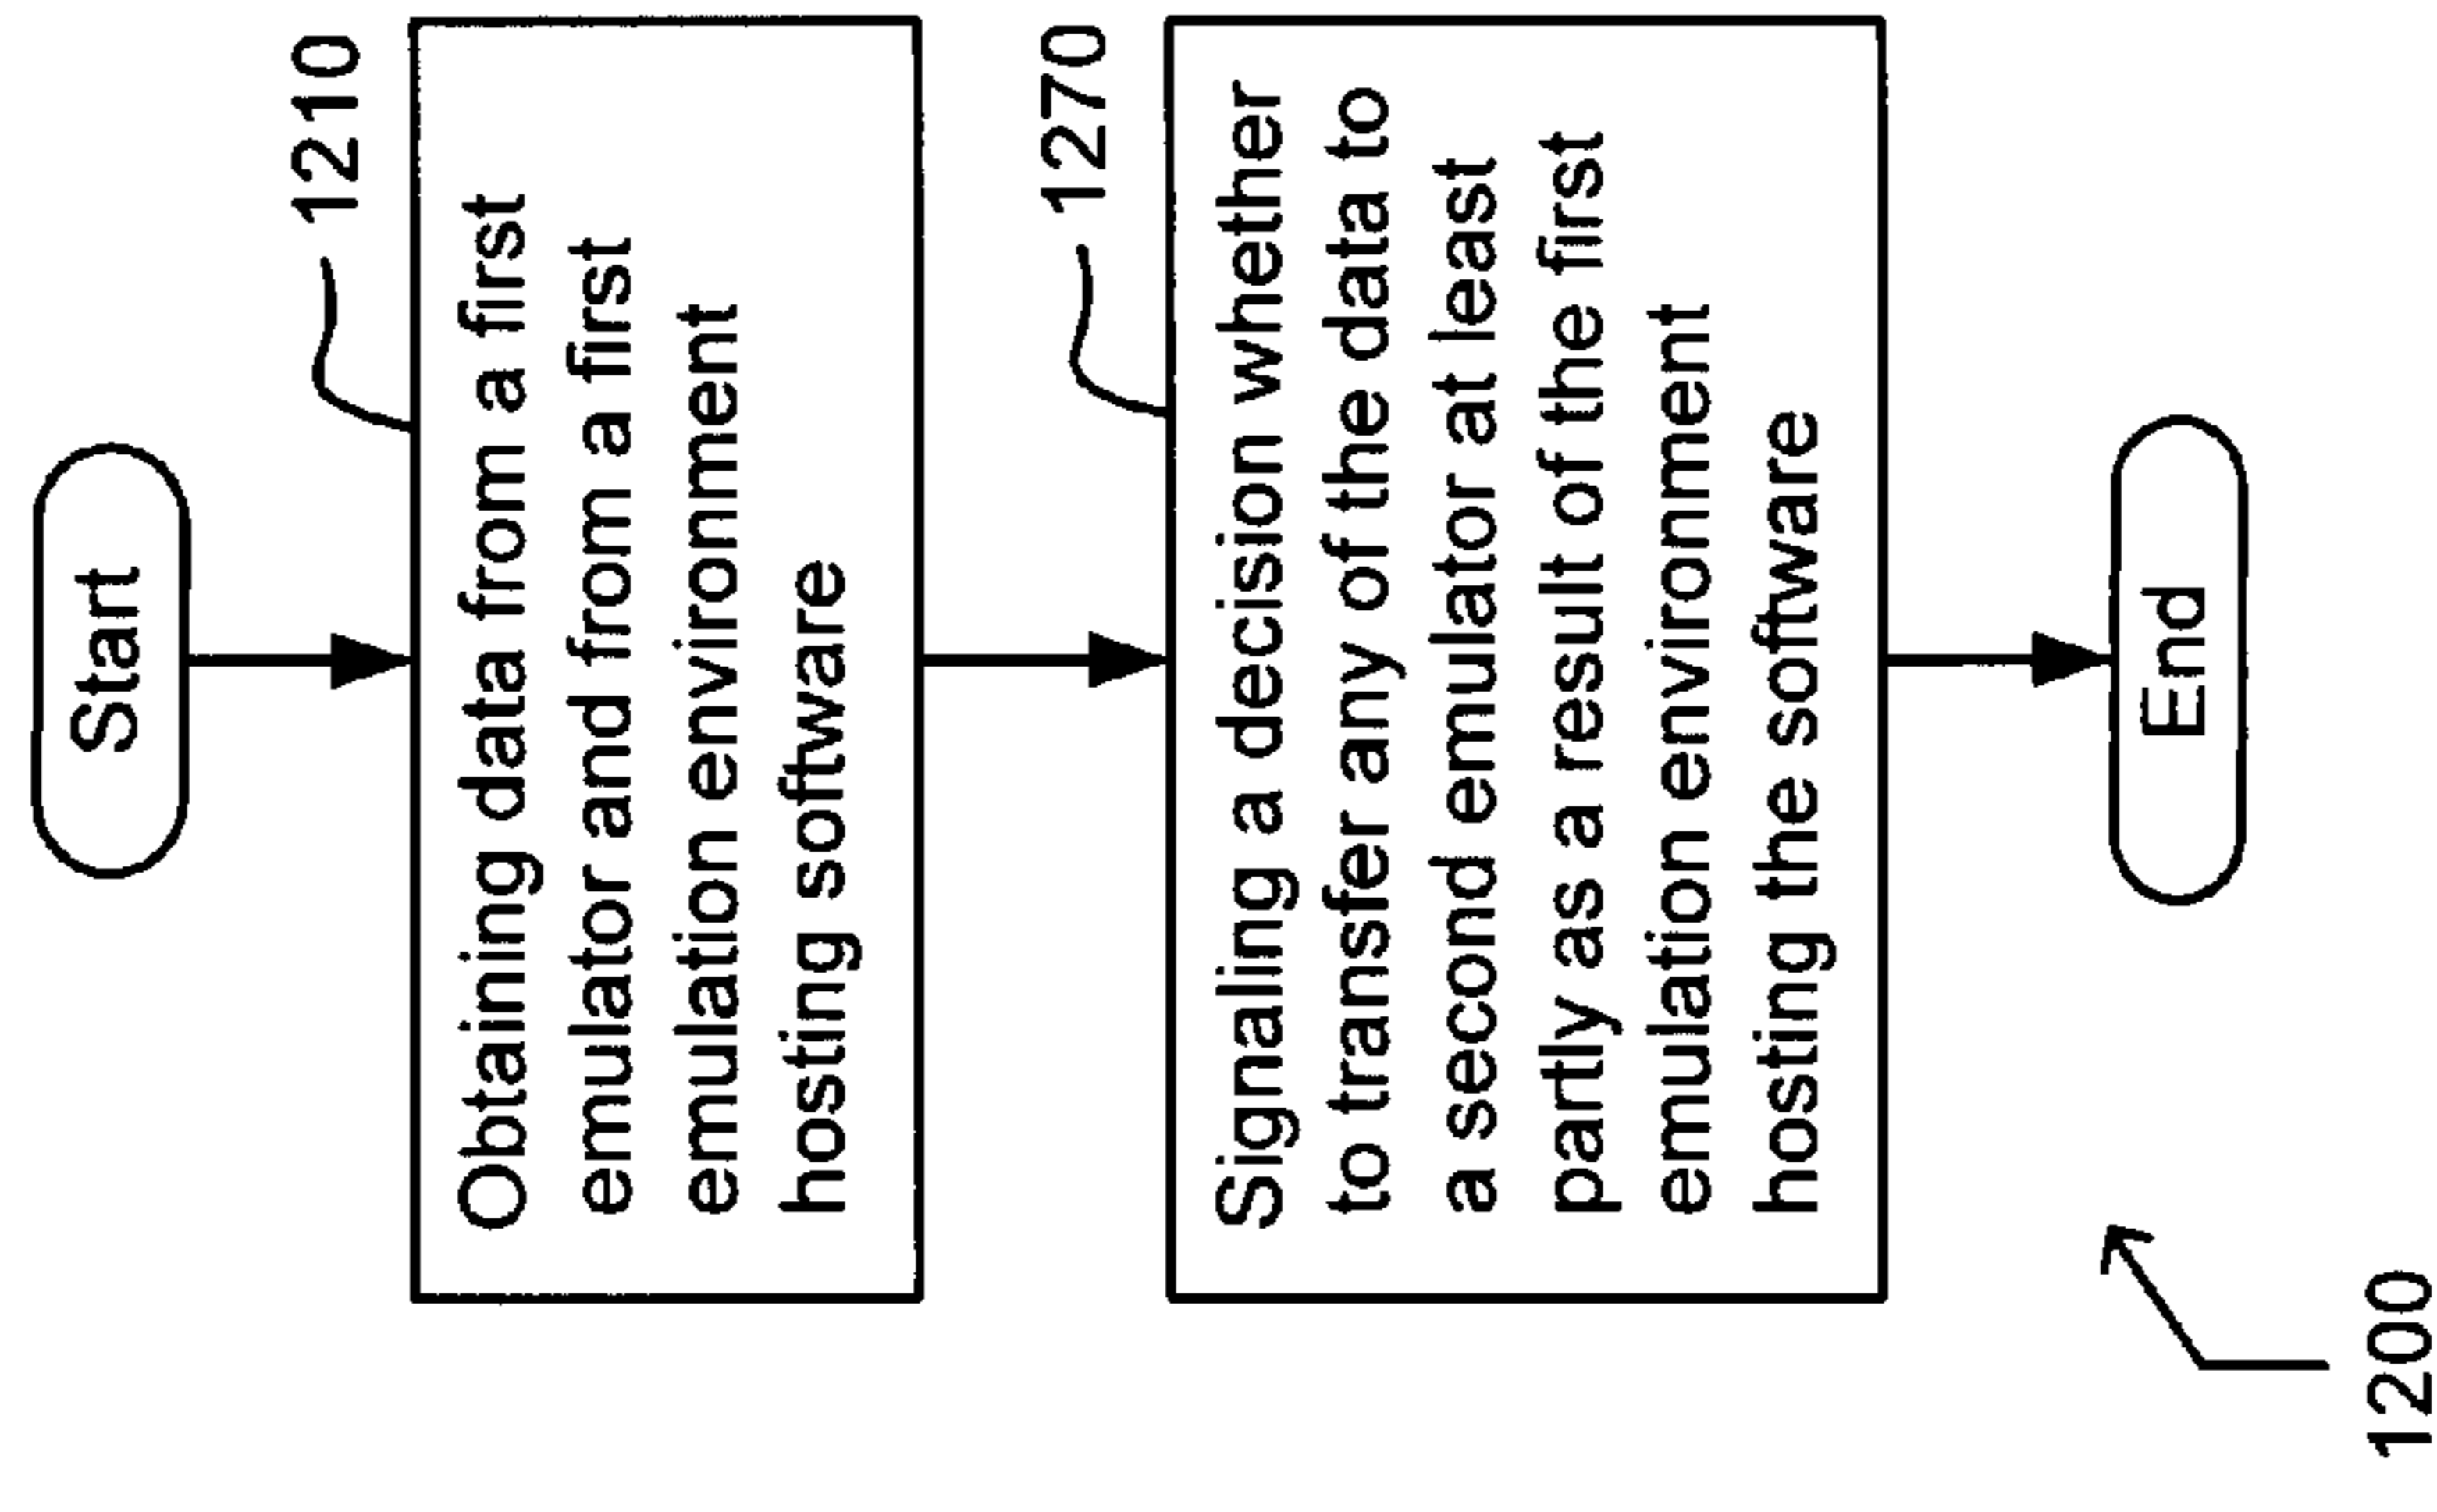 Start
1210
Obtaining data from a first
emulator and from a first
emulation environment
hosting software
1270
Signaling a decision whether
to transfer any of the data to
a second emulator at least
partly as a result of the first
emulation environment
hosting the software
End
1200